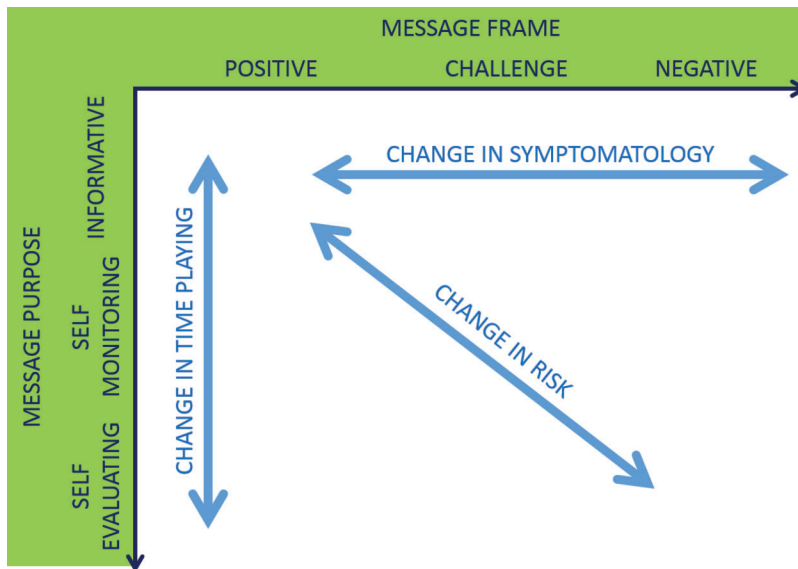 MESSAGE FRAME
POSITIVE CHALLENGE NEGATIVE
MESSAGE PURPOSE
INFORMATIVE
SELF
MONITORING
SELF
EVALUATING
CHANGE IN TIME PLAYING
CHANGE IN SYMPTOMATOLOGY
CHANGE IN RISK